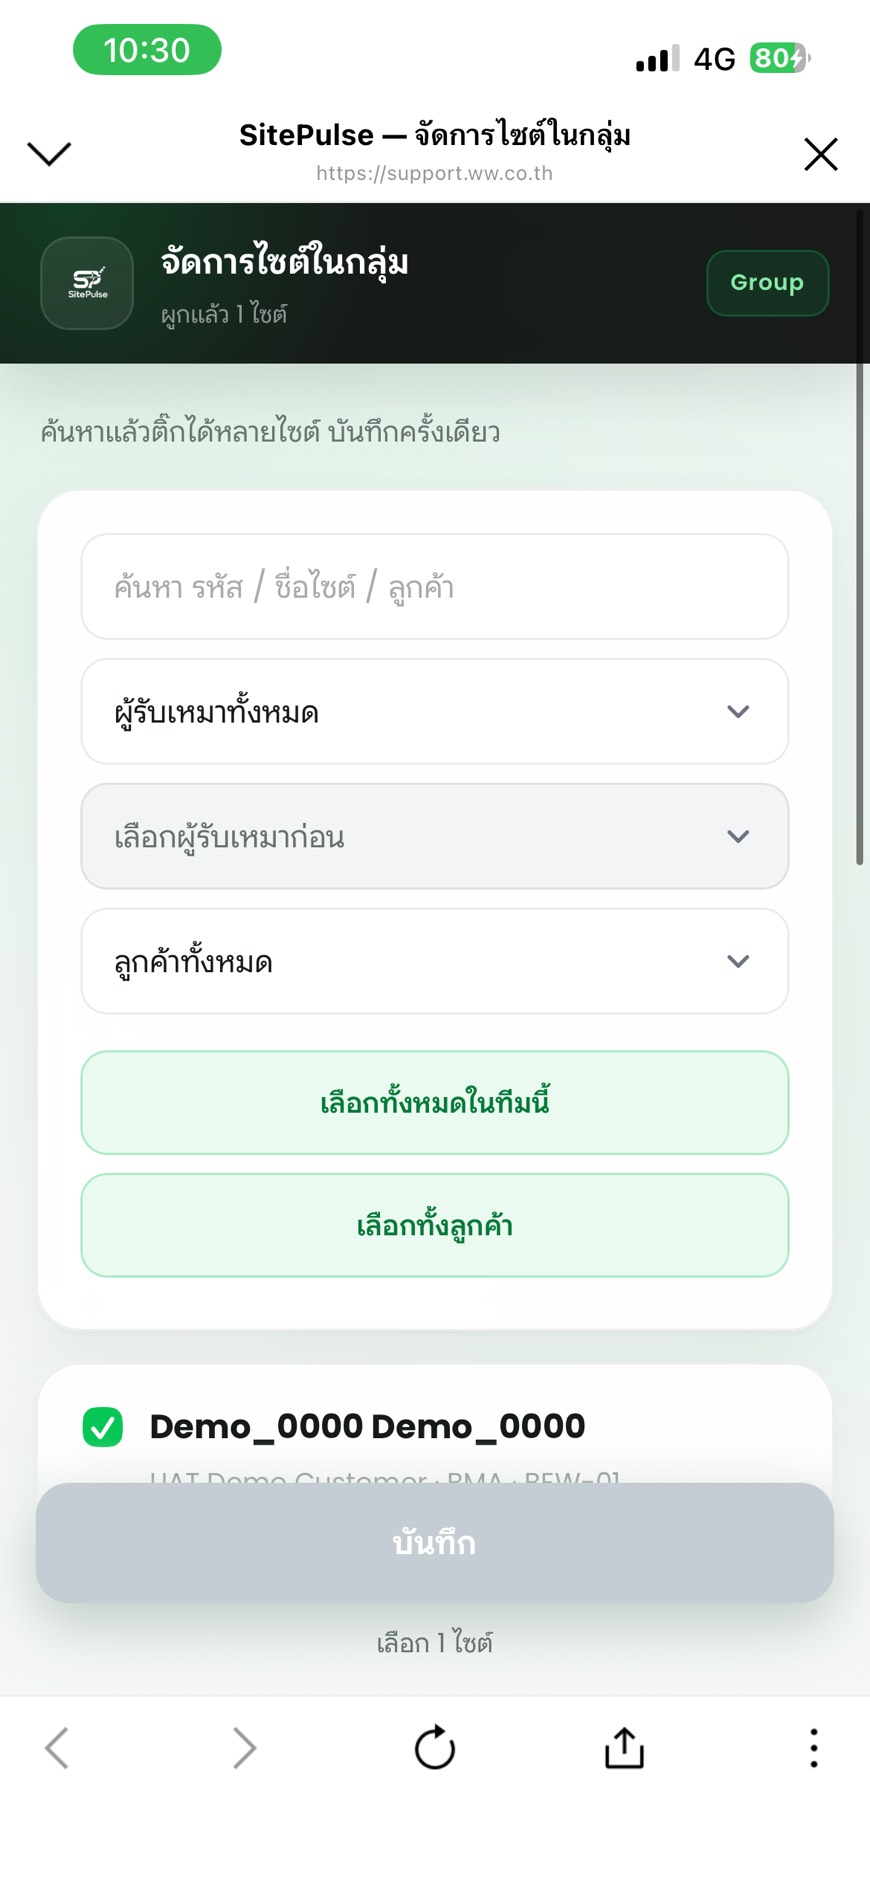 10:30
4G
80
SitePulse — จัดการไซต์ในกลุ่ม
https://support.ww.co.th
SP
SitePulse
จัดการไซต์ในกลุ่ม
ผูกแล้ว 1 ไซต์
Group
ค้นหาแล้วติ๊กได้หลายไซต์ บันทึกครั้งเดียว
ค้นหา รหัส / ชื่อไซต์ / ลูกค้า
ผู้รับเหมาทั้งหมด
เลือกผู้รับเหมาก่อน
ลูกค้าทั้งหมด
เลือกทั้งหมดในทีมนี้
เลือกทั้งลูกค้า
Demo_0000 Demo_0000
UAT Demo Customer · BMA ·
บันทึก
เลือก 1 ไซต์